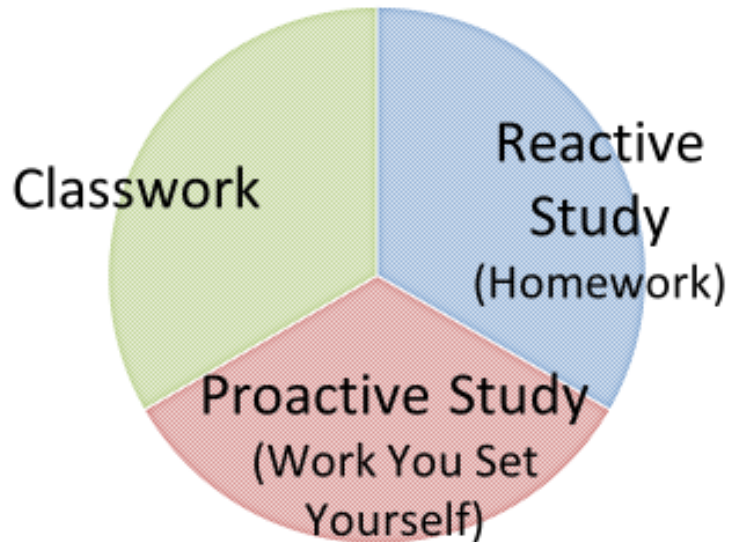 Classwork
Reactive
Study
(Homework)
Proactive Study
(Work You Set
Yourself)